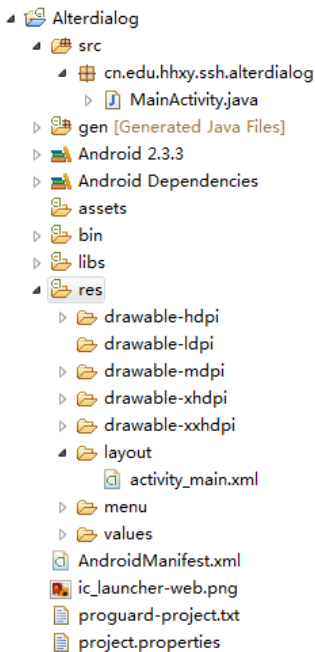 Alterdialog
src
cn.edu.hhxy.ssh.alterdialog
MainActivity.java
gen [Generated Java Files]
Android 2.3.3
Android Dependencies
assets
bin
libs
res
drawable-hdpi
drawable-ldpi
drawable-mdpi
drawable-xhdpi
drawable-xxhdpi
layout
activity_main.xml
menu
values
AndroidManifest.xml
ic_launcher-web.png
proguard-project.txt
project.properties